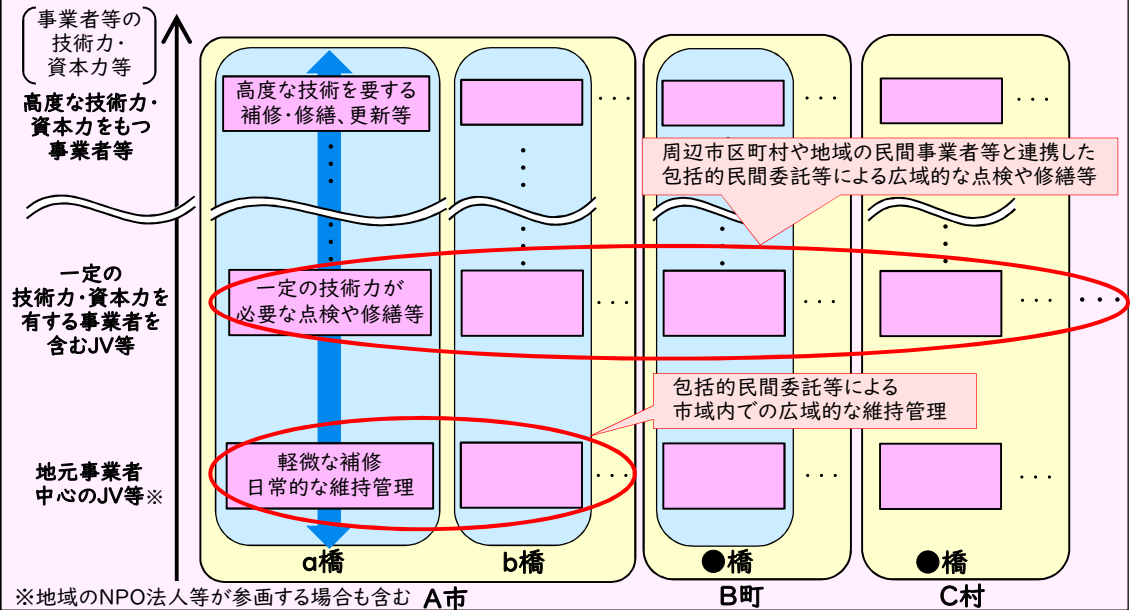 事業者等の
技術力・
資本力等
高度な技術力・
資本力をもつ
事業者等
高度な技術を要する
補修・修繕、更新等
・・・
・・・
・・・
周辺市区町村や地域の民間事業者等と連携した
包括的民間委託等による広域的な点検や修繕等
一定の
技術力・資本力を
有する事業者を
含むJV等
一定の技術力が
必要な点検や修繕等
・・・
・・・
・・・
・・・
包括的民間委託等による
市域内での広域的な維持管理
地元事業者
中心のJV等※
軽微な補修
日常的な維持管理
・・・
・・・
・・・
a橋
b橋
●橋
●橋
※地域のNPO法人等が参画する場合も含む
A市
B町
C村